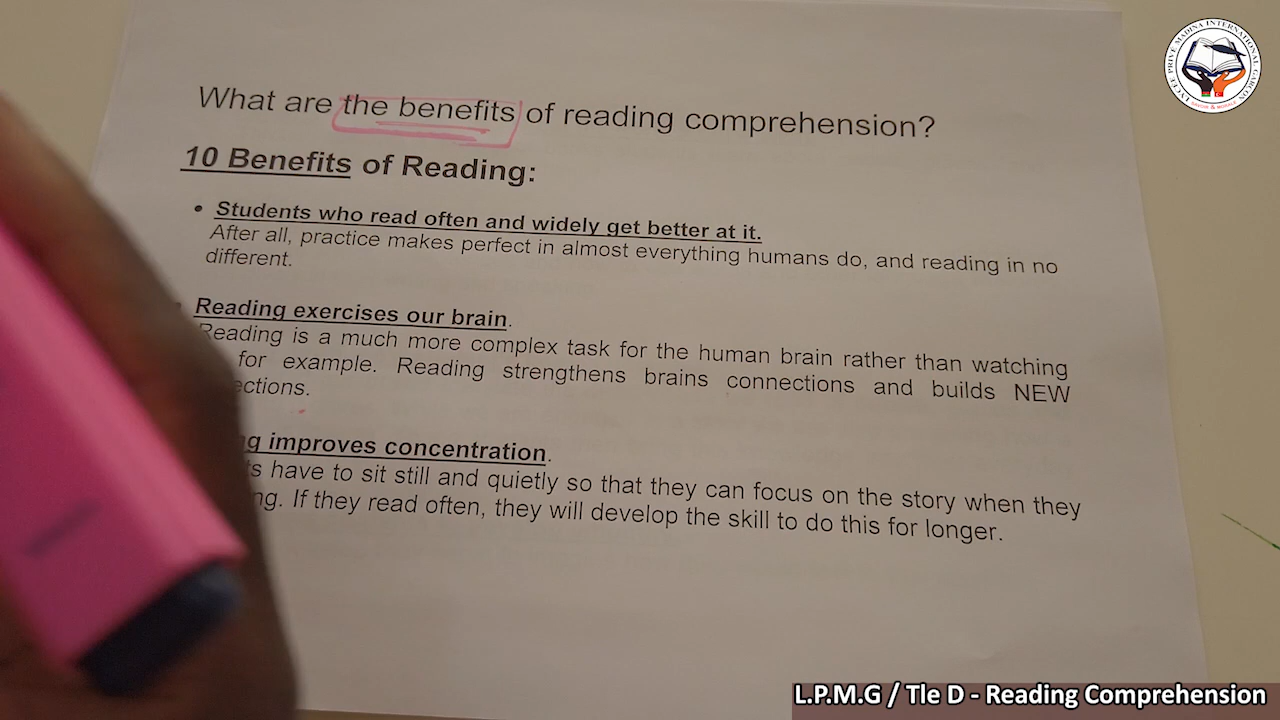 What are the benefits of reading comprehension?
10 Benefits of Reading:
• Students who read often and widely get better at it.
After all, practice makes perfect in almost everything humans do, and reading in no
different.
Reading exercises our brain.
Reading is a much more complex task for the human brain rather than watching
for example. Reading strengthens brains connections and builds NEW
improves concentration.
have to sit still and quietly so that they can focus on the story when they
If they read often, they will develop the skill to do this for longer.
LYCEE PRIVE MADINA INTERNATIONAL GARCON
L.P.M.G / Tle D - Reading Comprehension